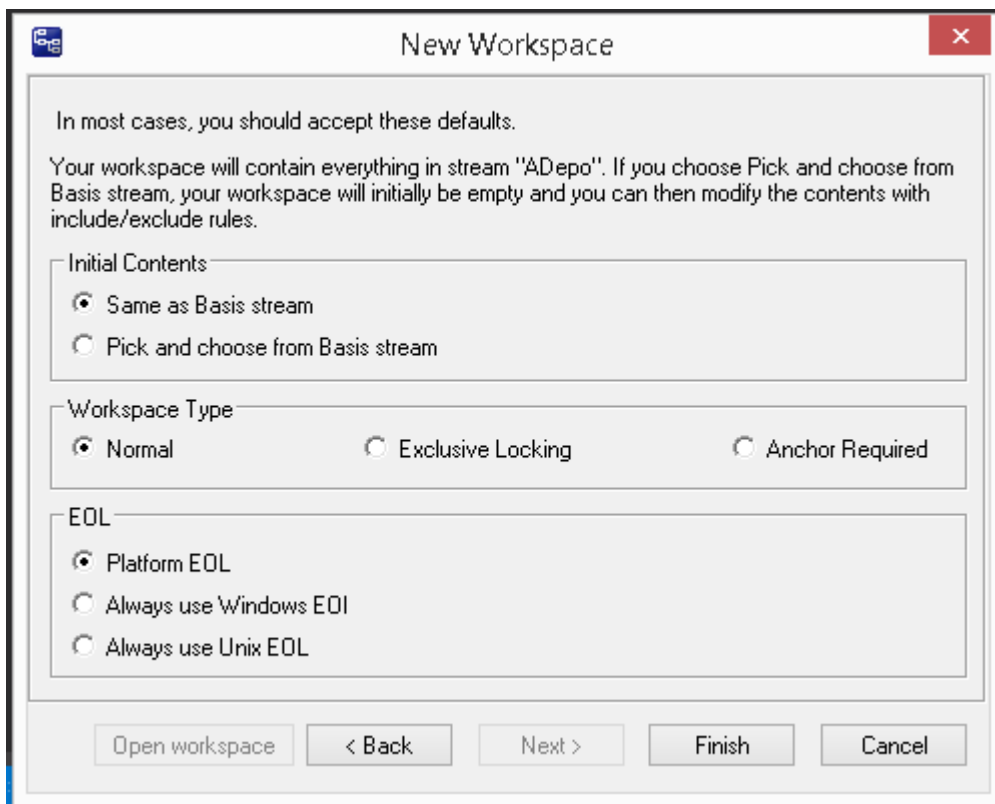 New Workspace
In most cases, you should accept these defaults.
Your workspace will contain everything in stream "ADepo". If you choose Pick and choose from
Basis stream, your workspace will initially be empty and you can then modify the contents with
include/exclude rules.
Initial Contents
Same as Basis stream
Pick and choose from Basis stream
Workspace Type
Normal Exclusive Locking Anchor Required
EOL
Platform EOL
Always use Windows EOl
Always use Unix EOL
Open workspace < Back Next > Finish Cancel